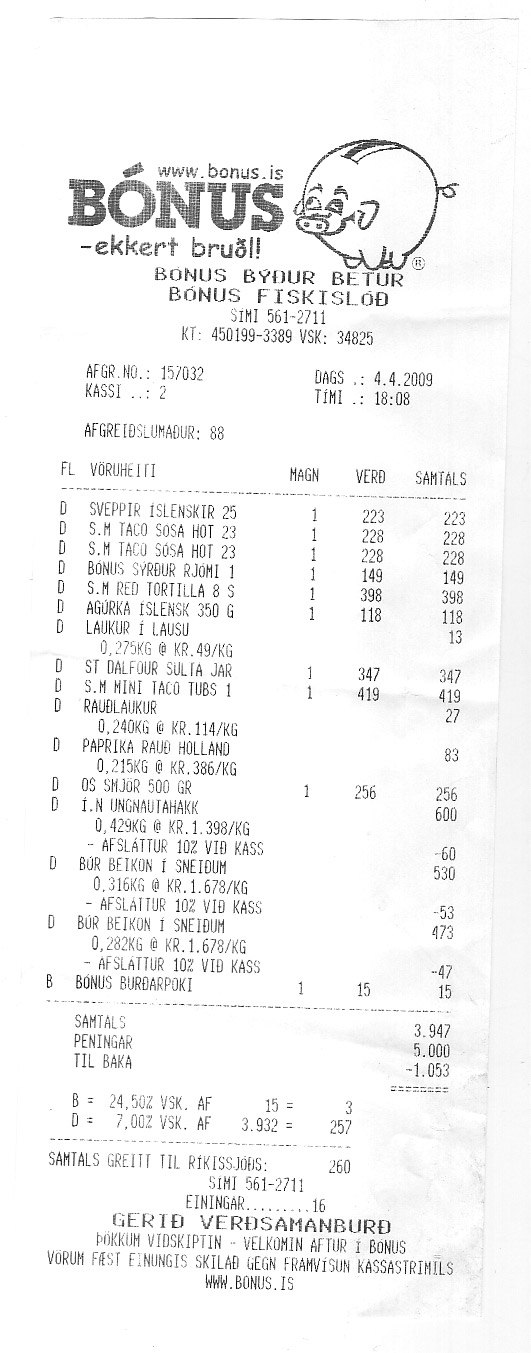 www.bonus.is
BÓNUS
-ekkert bruðl!
®
BÓNUS BÝÐUR BETUR
BÓNUS FISKISLÓÐ
SÍMI 561-2711
KT: 450199-3389 VSK: 34825
AFGR.NO.: 157032 DAGS .: 4.4.2009
KASSI ..: 2 TÍMI .: 18:08
AFGREIÐSLUMAÐUR: 88
FL VÖRUHEITI MAGN VERÐ SAMTALS
D SVEPPIR ÍSLENSKIR 25 1 223 223
D S.M TACO SOSA HOT 23 1 228 228
D S.M TACO SÓSA HOT 23 1 228 228
D BÓNUS SÝRÐUR RJÓMI 1 1 149 149
D S.M RED TORTILLA 8 S 1 398 398
D AGÚRKA ÍSLENSK 350 G 1 118 118
D LAUKUR Í LAUSU 13
0,275KG @ KR.49/KG
D ST DALFOUR SULTA JAR 1 347 347
D S.M MINI TACO TUBS 1 1 419 419
D RAUÐLAUKUR 27
0,240KG @ KR.114/KG
D PAPRIKA RAUÐ HOLLAND 83
0,215KG @ KR.386/KG
D OS SMJÖR 500 GR 1 256 256
D Í.N UNGNAUTAHAKK 600
0,429KG @ KR.1.398/KG
- AFSLÁTTUR 10% VIÐ KASS -60
D BÚR BEIKON Í SNEIÐUM 530
0,316KG @ KR.1.678/KG
- AFSLÁTTUR 10% VIÐ KASS -53
D BÚR BEIKON Í SNEIÐUM 473
0,282KG @ KR.1.678/KG
- AFSLÁTTUR 10% VIÐ KASS -47
B BÓNUS BURÐARPOKI 1 15 15
SAMTALS 3.947
PENINGAR 5.000
TIL BAKA -1.053
B = 24,50% VSK. AF 15 = 3
D = 7,00% VSK. AF 3.932 = 257
SAMTALS GREITT TIL RÍKISSJÓÐS: 260
SÍMI 561-2711
EININGAR.........16
GERIÐ VERÐSAMANBURÐ
ÞÖKKUM VIÐSKIPTIN - VELKOMIN AFTUR Í BÓNUS
VÖRUM FÆST EINUNGIS SKILAÐ GEGN FRAMVÍSUN KASSASTRIMILS
WWW.BONUS.IS